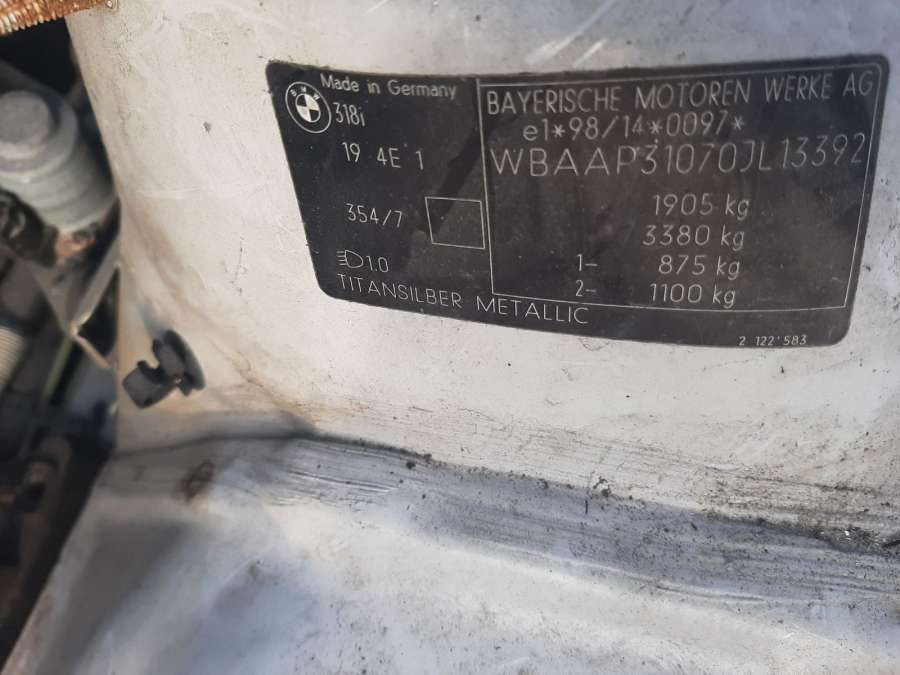 Made in Germany
BMW
318i
19 4E 1
354/7
1.0
TITANSILBER METALLIC
BAYERISCHE MOTOREN WERKE AG
e1*98/14*0097*
WBAAP31070JL13392
1905 kg
3380 kg
1- 875 kg
2- 1100 kg
2 122'583